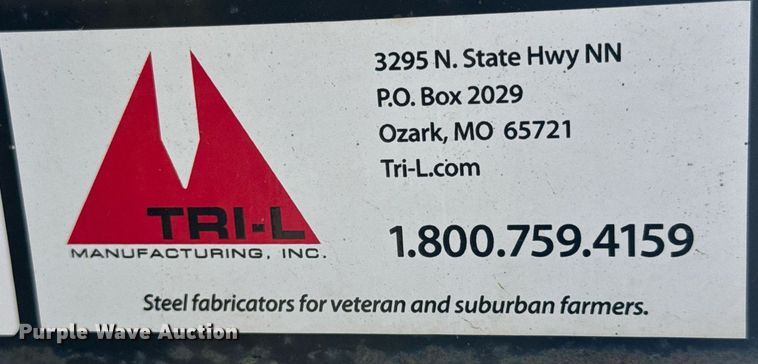 TRI-L
MANUFACTURING, INC.
3295 N. State Hwy NN
P.O. Box 2029
Ozark, MO 65721
Tri-L.com
1.800.759.4159
Steel fabricators for veteran and suburban farmers.
Purple Wave Auction